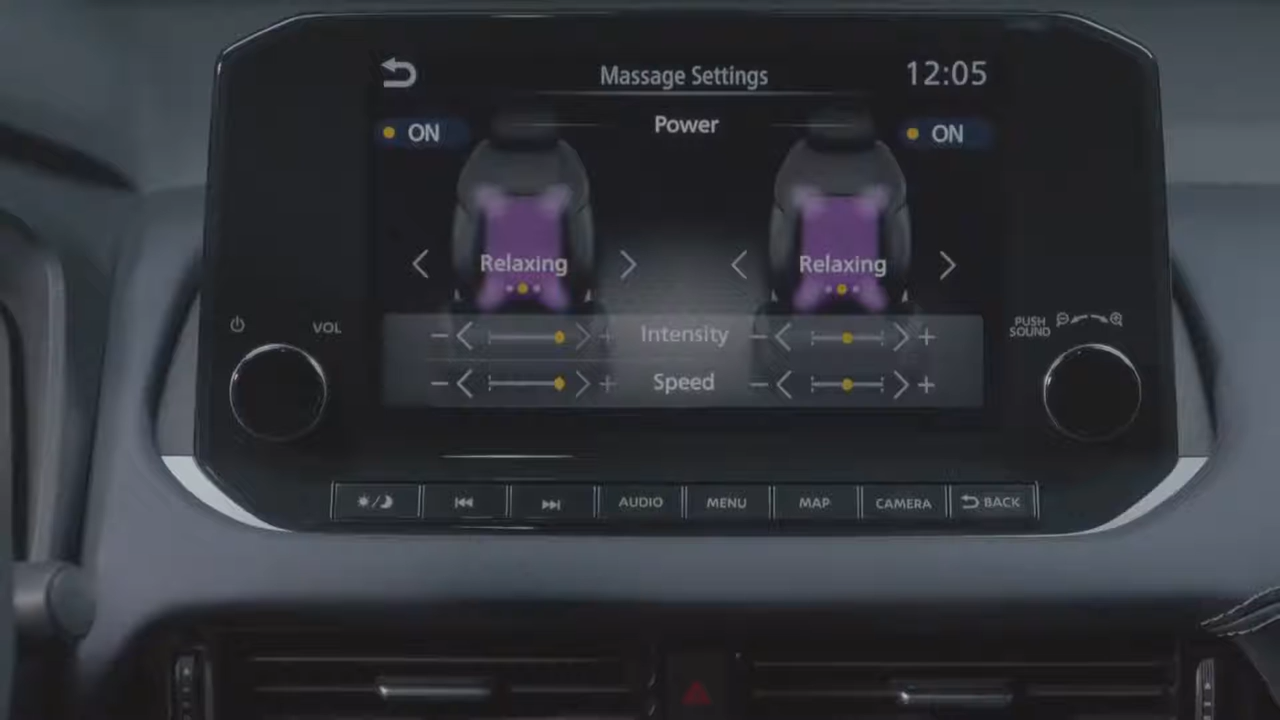 Massage Settings 12:05
ON Power ON
Relaxing Relaxing
- Intensity + - +
- Speed + - +
VOL PUSH SOUND
AUDIO MENU MAP CAMERA BACK